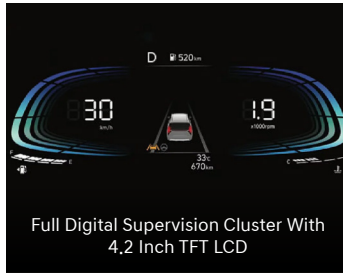 D 520km
30
km/h
1.9
x1000rpm
33c
670km
F
E
C
Full Digital Supervision Cluster With
4.2 Inch TFT LCD